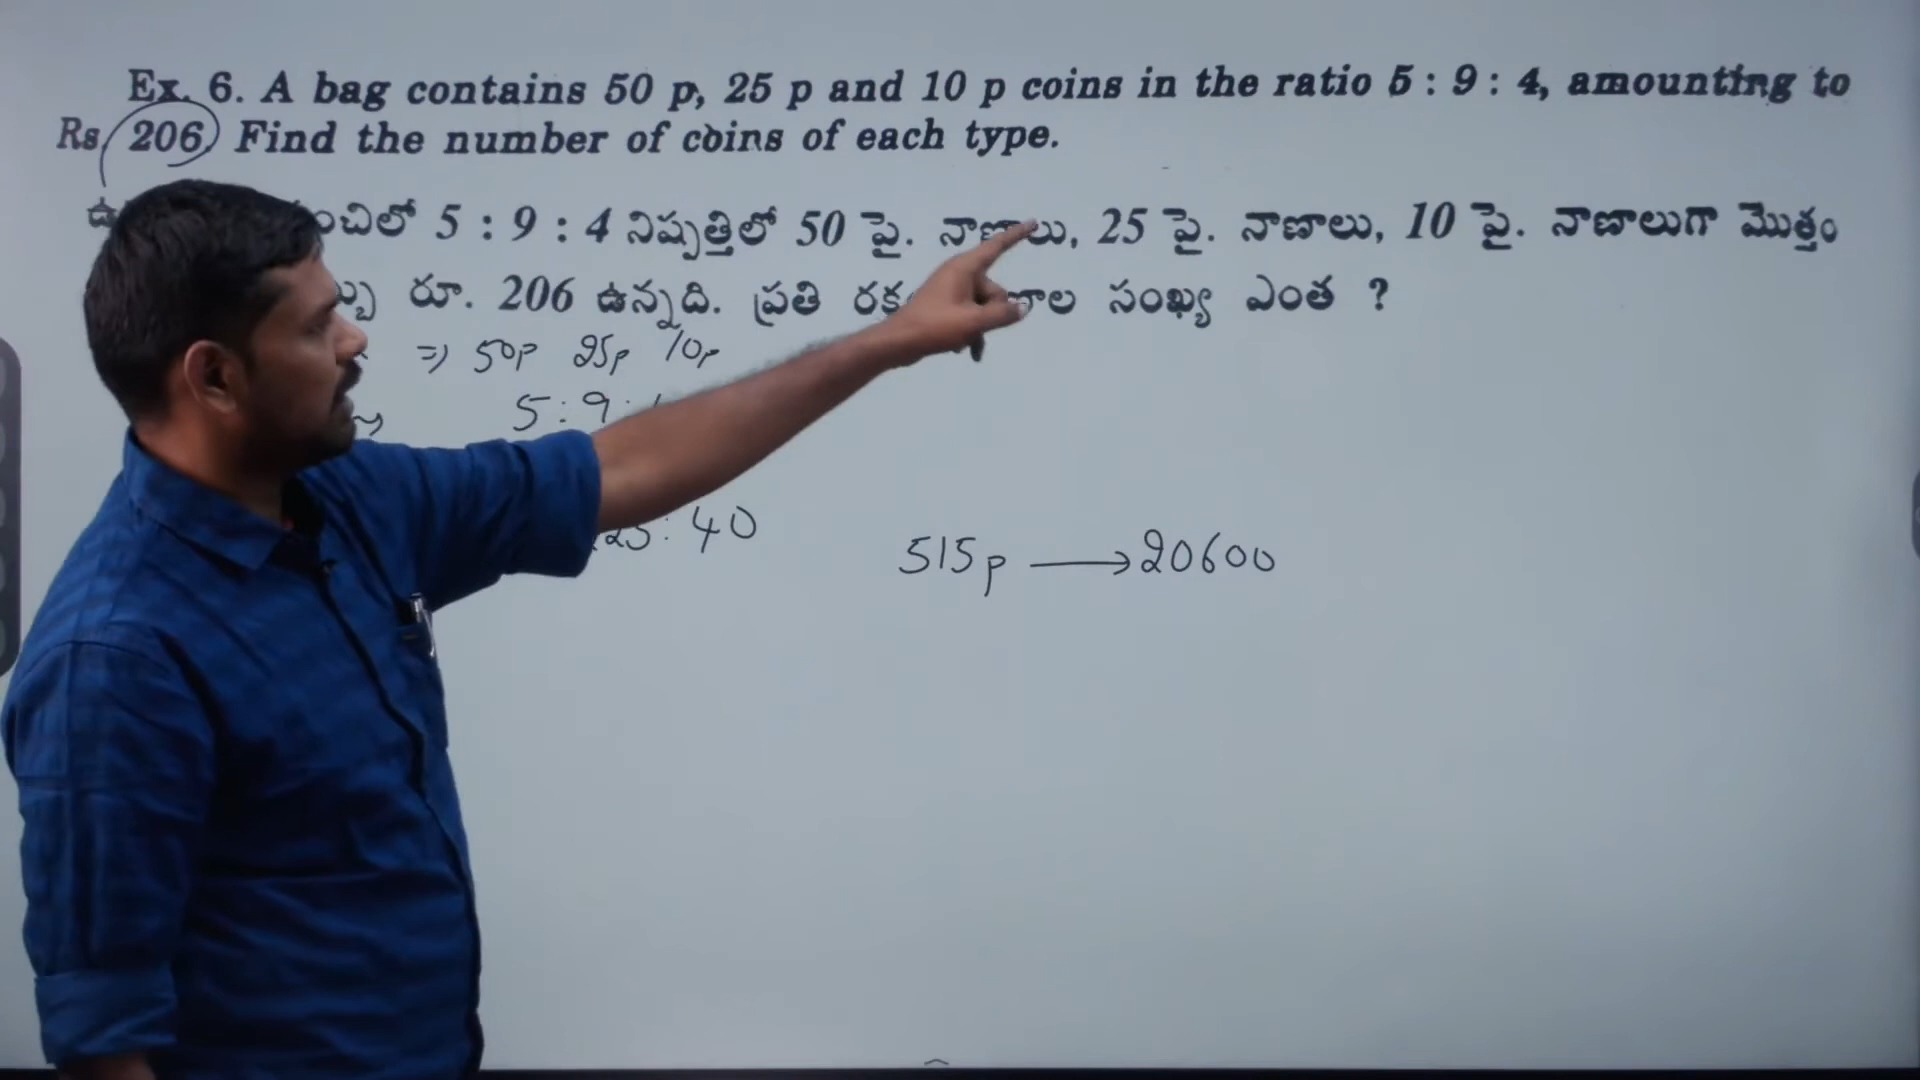 Ex. 6. A bag contains 50 p, 25 p and 10 p coins in the ratio 5 : 9 : 4, amounting to
Rs. 206. Find the number of coins of each type.
5 : 9 : 4 నిష్పత్తిలో 50 పై. నాణాలు, 25 పై. నాణాలు, 10 పై. నాణాలుగా మొత్తం
రూ. 206 ఉన్నది. ప్రతి సంఖ్య ఎంత ?
=> 50p 25p 10p
5 : 9 :
: 40
515p → 20600